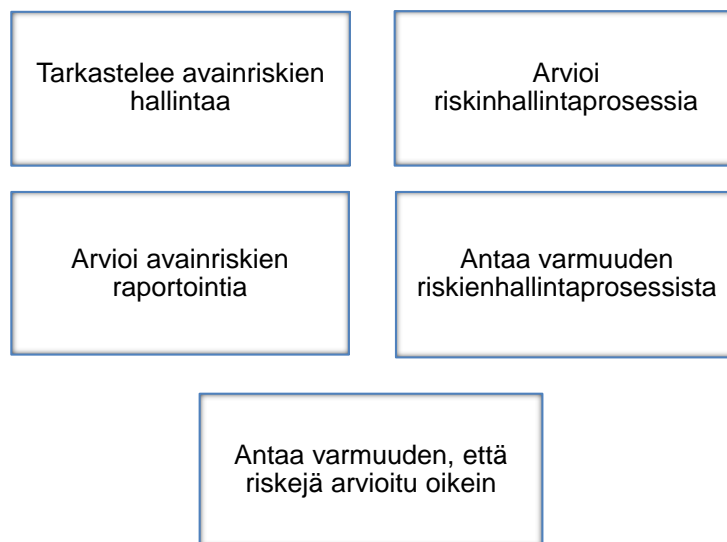 Tarkastelee avainriskien
hallintaa
Arvioi
riskinhallintaprosessia
Arvioi avainriskien
raportointia
Antaa varmuuden
riskienhallintaprosessista
Antaa varmuuden, että
riskejä arvioitu oikein